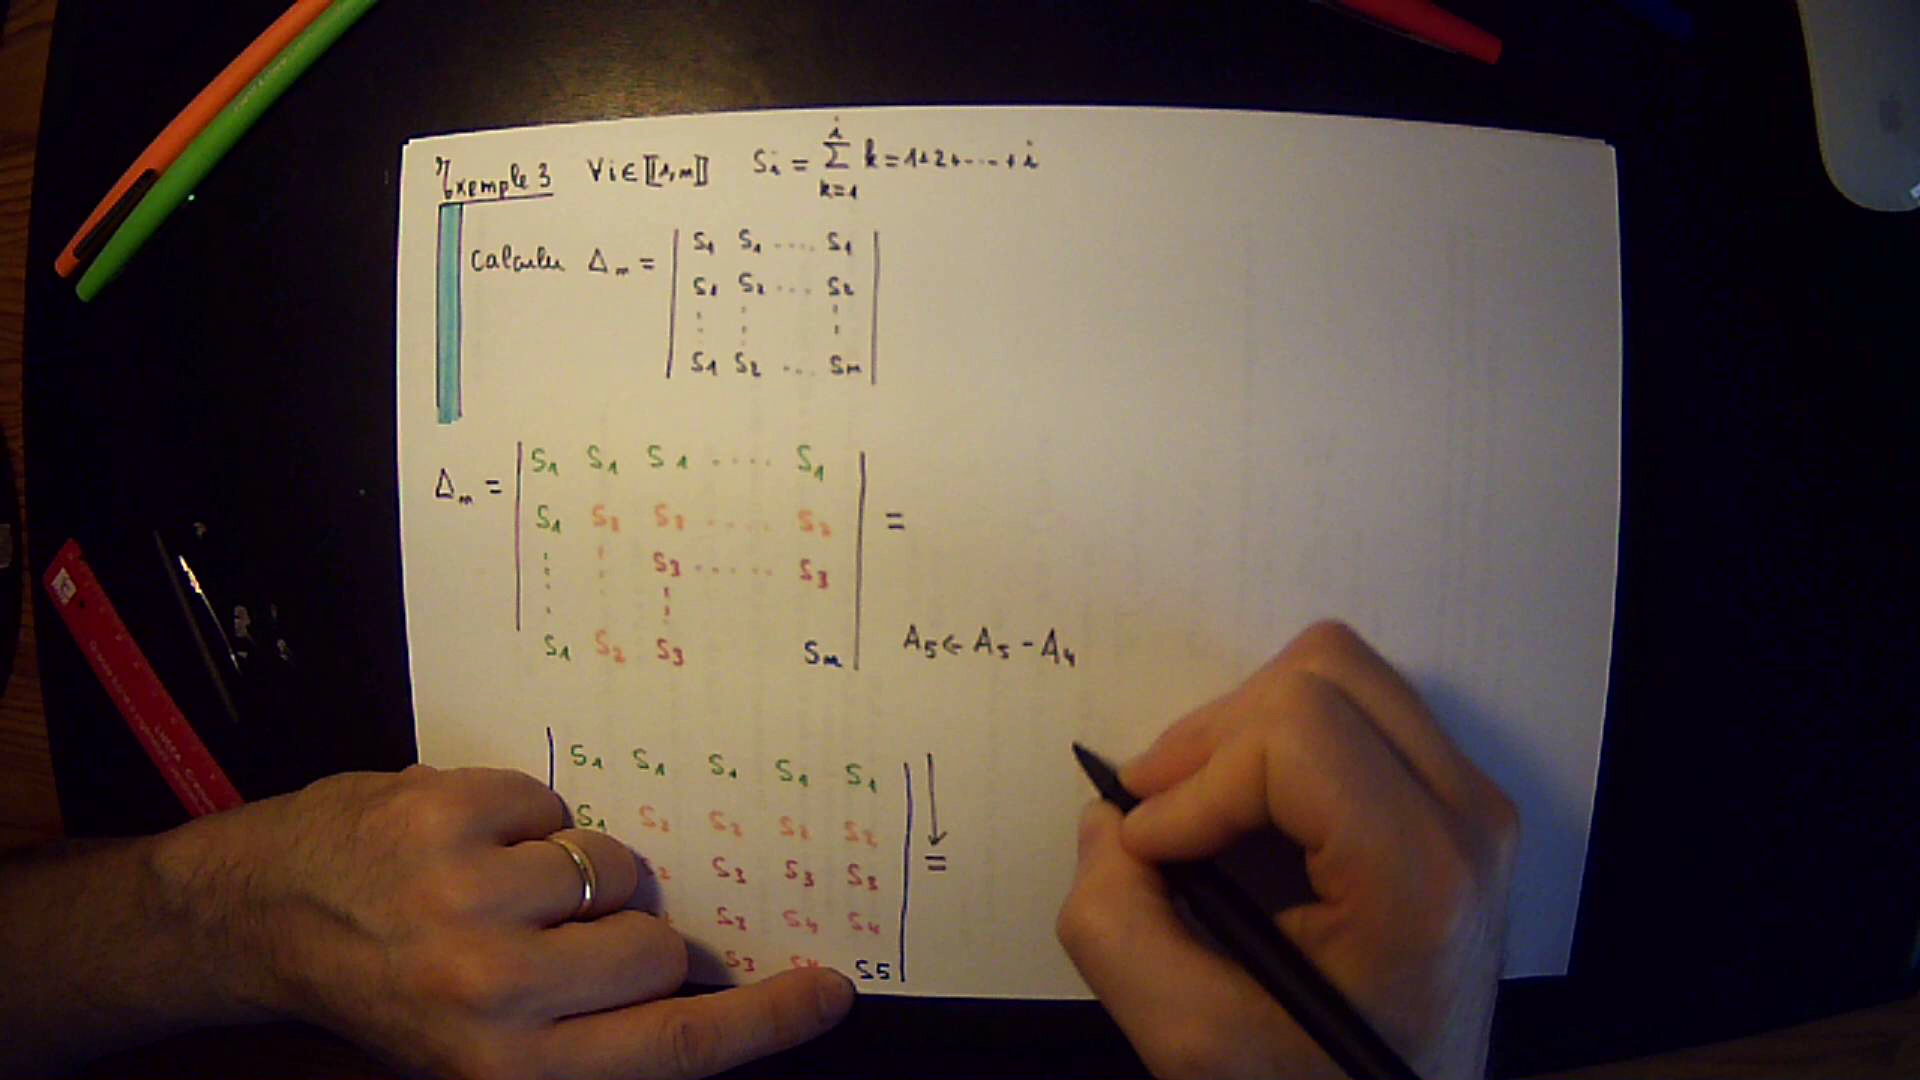 Exemple 3 ∀i∈⟦1,n⟧ Si = Σ k = 1+2+....+i
i
k=1
Calculer Δn =
S1 S1 .... S1
S1 S2 ... S2
S1 S2 ... Sn
Δn =
S1 S1 S1 .... S1
S1 S2 S2 .... S2
S3 ..... S3
S1 S2 S3 Sn
=
A5 ← A5 - A4
S1 S1 S1 S1 S1
S1 S2 S2 S2 S2
S3 S3 S3
S3 S4 S4
S3 S5
=